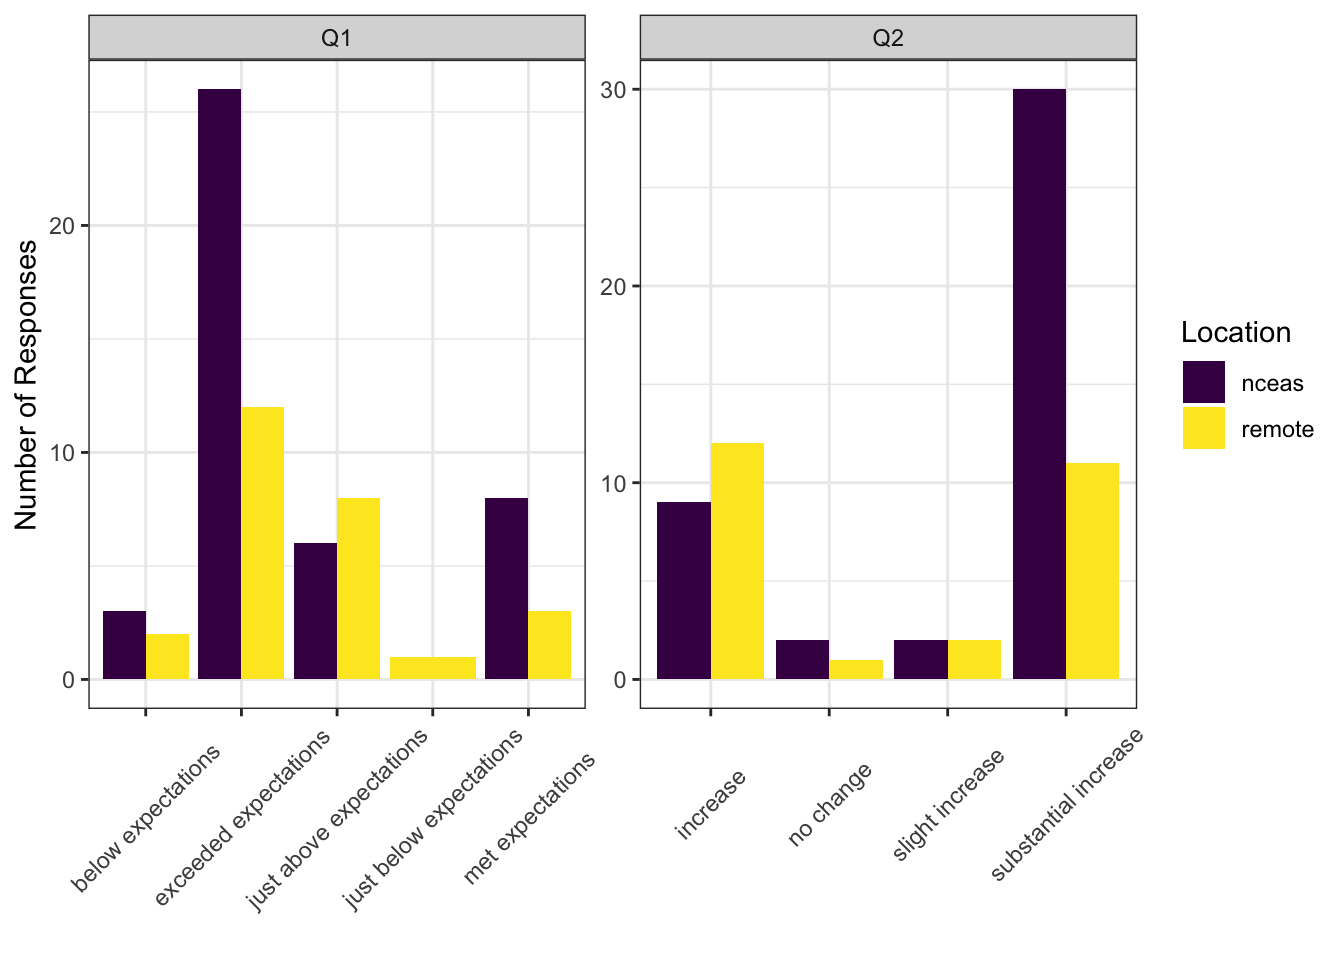 Q1
Q2
Number of Responses
20
10
0
30
20
10
0
below expectations
exceeded expectations
just above expectations
just below expectations
met expectations
increase
no change
slight increase
substantial increase
Location
nceas
remote